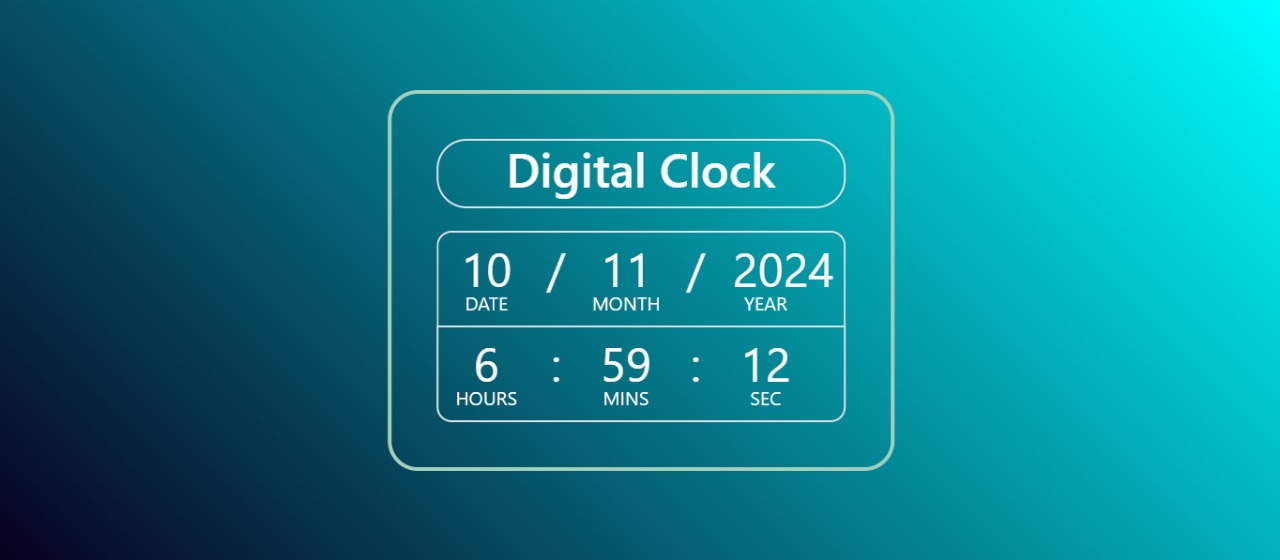 Digital Clock
10 / 11 / 2024
DATE MONTH YEAR
6 : 59 : 12
HOURS MINS SEC